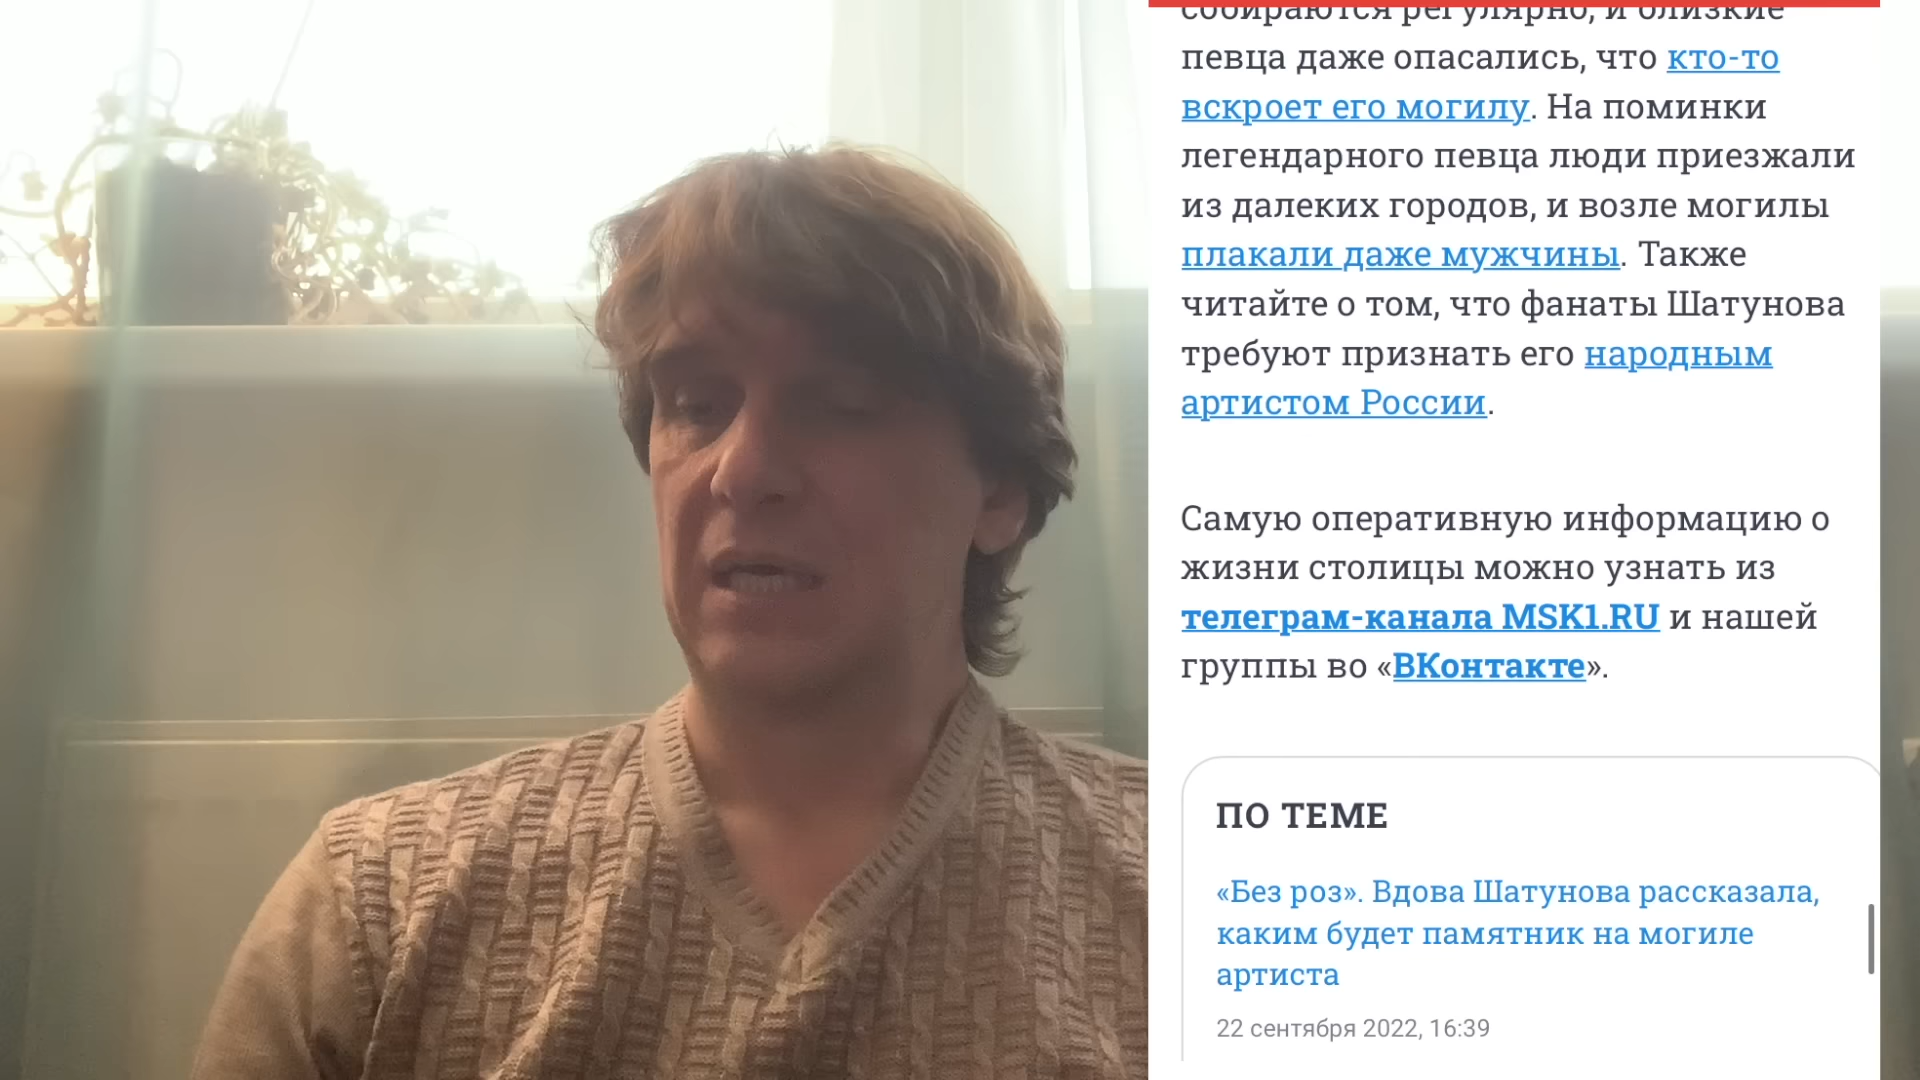 собираются регулярно, и близкие
певца даже опасались, что кто-то
вскроет его могилу. На поминки
легендарного певца люди приезжали
из далеких городов, и возле могилы
плакали даже мужчины. Также
читайте о том, что фанаты Шатунова
требуют признать его народным
артистом России.
Самую оперативную информацию о
жизни столицы можно узнать из
телеграм-канала MSK1.RU и нашей
группы во «ВКонтакте».
ПО ТЕМЕ
«Без роз». Вдова Шатунова рассказала,
каким будет памятник на могиле
артиста
22 сентября 2022, 16:39